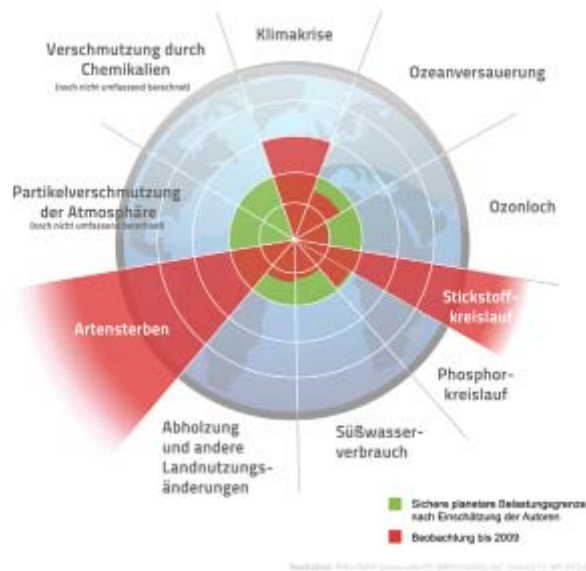 Klimakrise
Verschmutzung durch
Chemikalien
(noch nicht umfassend berechnet)
Ozeanversauerung
Partikelverschmutzung
der Atmosphäre
(noch nicht umfassend berechnet)
Ozonloch
Artensterben
Stickstoff-
kreislauf
Phosphor-
kreislauf
Süßwasser-
verbrauch
Abholzung
und andere
Landnutzungs-
änderungen
Sichere planetare Belastungsgrenze
nach Einschätzung der Autoren
Beobachtung bis 2009